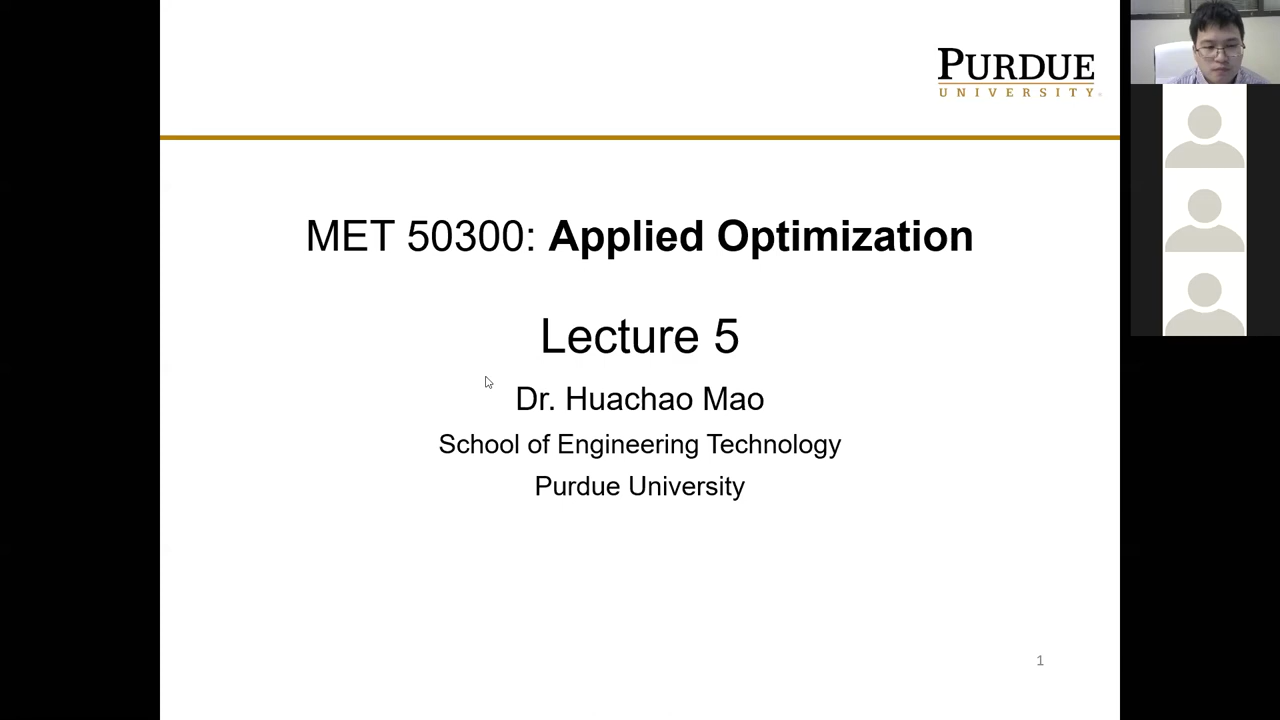 PURDUE
UNIVERSITY
MET 50300: Applied Optimization
Lecture 5
Dr. Huachao Mao
School of Engineering Technology
Purdue University
1